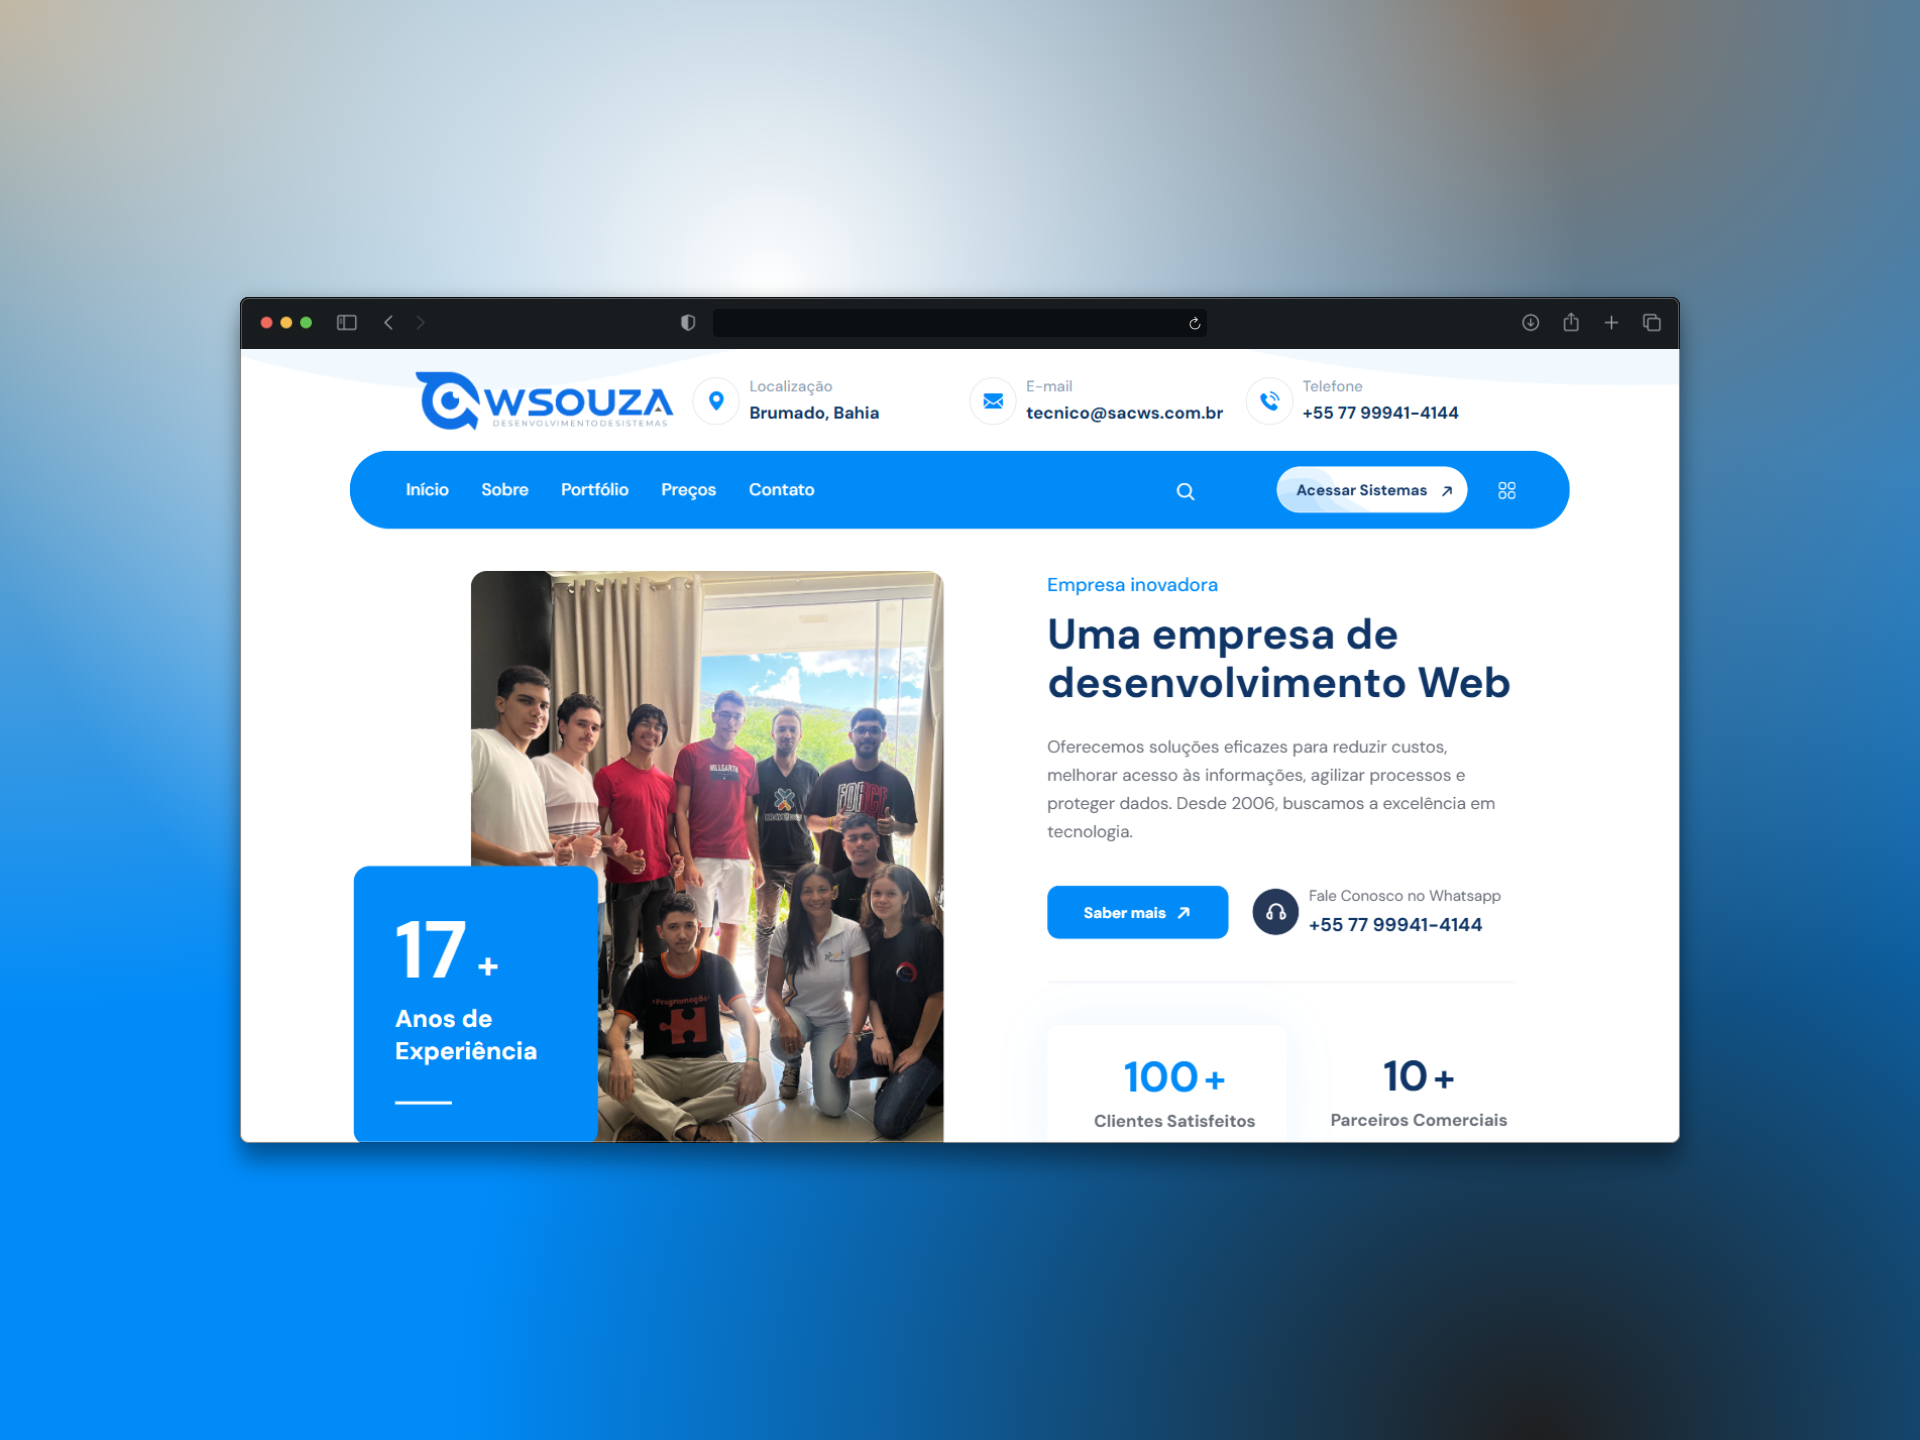 WSOUZA
DESENVOLVIMENTODESISTEMAS
Localização
Brumado, Bahia
E-mail
tecnico@sacws.com.br
Telefone
+55 77 99941-4144
Início
Sobre
Portfólio
Preços
Contato
Acessar Sistemas
Empresa inovadora
Uma empresa de
desenvolvimento Web
Oferecemos soluções eficazes para reduzir custos,
melhorar acesso às informações, agilizar processos e
proteger dados. Desde 2006, buscamos a excelência em
tecnologia.
Saber mais
Fale Conosco no Whatsapp
+55 77 99941-4144
17 +
Anos de
Experiência
100 +
Clientes Satisfeitos
10 +
Parceiros Comerciais